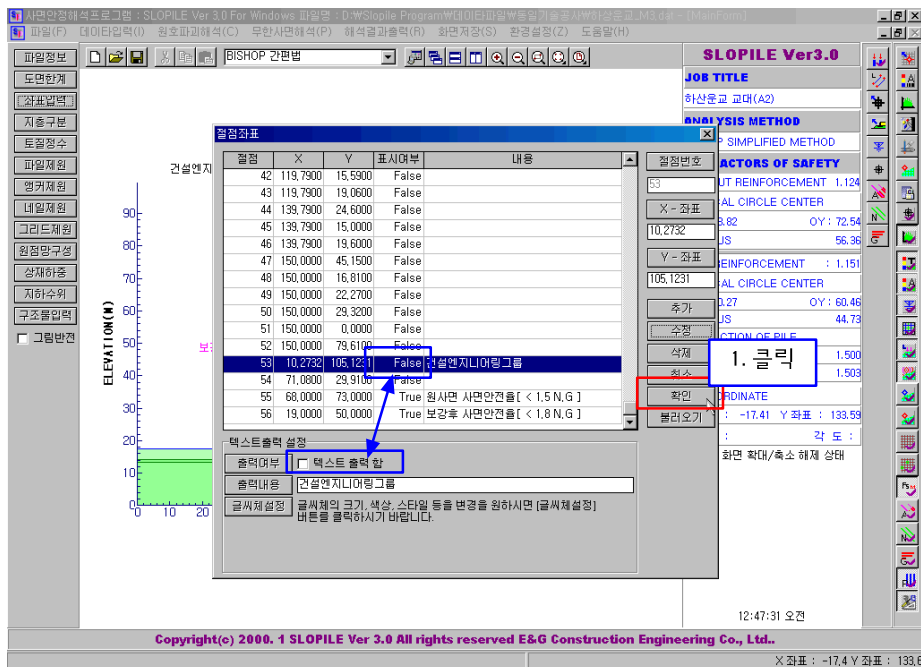 사면안정해석프로그램 : SLOPILE Ver 3,0 For Windows 파일명 : D:\Slopile Program\데이타파일\동일기술공사\하산운교_M3,dat - [MainForm]
파일(F) 데이타입력(I) 원호파괴해석(C) 무한사면해석(P) 해석결과출력(R) 화면저장(S) 환경설정(Z) 도움말(H)
파일정보
도면한계
좌표입력
지층구분
토질정수
파일제원
앵커제원
네일제원
그리드제원
원점망구성
상재하중
지하수위
구조물입력
그림반전
BISHOP 간편법
건설엔지
ELEVATION(M)
90
80
70
60
50
40
30
20
10
0
0 10 20
보
절점좌표
절점 X Y 표시여부 내용
42 119,7900 15,5900 False
43 119,7900 19,0600 False
44 139,7900 24,6000 False
45 139,7900 15,0000 False
46 139,7900 19,6000 False
47 150,0000 45,1500 False
48 150,0000 16,8100 False
49 150,0000 22,2700 False
50 150,0000 29,3200 False
51 150,0000 0,0000 False
52 150,0000 79,6100 False
53 10,2732 105,1231 False 건설엔지니어링그룹
54 71,0800 29,9100 False
55 68,0000 73,0000 True 원사면 사면안전율[ < 1,5 N,G ]
56 19,0000 50,0000 True 보강후 사면안전율[ < 1,8 N,G ]
절점번호
53
X - 좌표
10,2732
Y - 좌표
105,1231
추가
수정
삭제
취소
확인
불러오기
1. 클릭
텍스트출력 설정
출력여부 텍스트 출력 함
출력내용 건설엔지니어링그룹
글씨체설정 글씨체의 크기, 색상, 스타일 등을 변경을 원하시면 [글씨체설정]
버튼를 클릭하시기 바랍니다.
SLOPILE Ver3.0
JOB TITLE
하산운교 교대(A2)
ANALYSIS METHOD
P SIMPLIFIED METHOD
ACTORS OF SAFETY
UT REINFORCEMENT 1.124
AL CIRCLE CENTER
3.82 OY : 72.54
US 56.36
EINFORCEMENT : 1.151
AL CIRCLE CENTER
0.27 OY : 60.46
US 44.73
CTION OF PILE
1.500
1.503
ORDINATE
: -17.41 Y 좌표 : 133.59
: 각 도 :
화면 확대/축소 해제 상태
12:47:31 오전
Copyright(c) 2000. 1 SLOPILE Ver 3.0 All rights reserved E&G Construction Engineering Co., Ltd..
X 좌표 : -17,4 Y 좌표 : 133,6